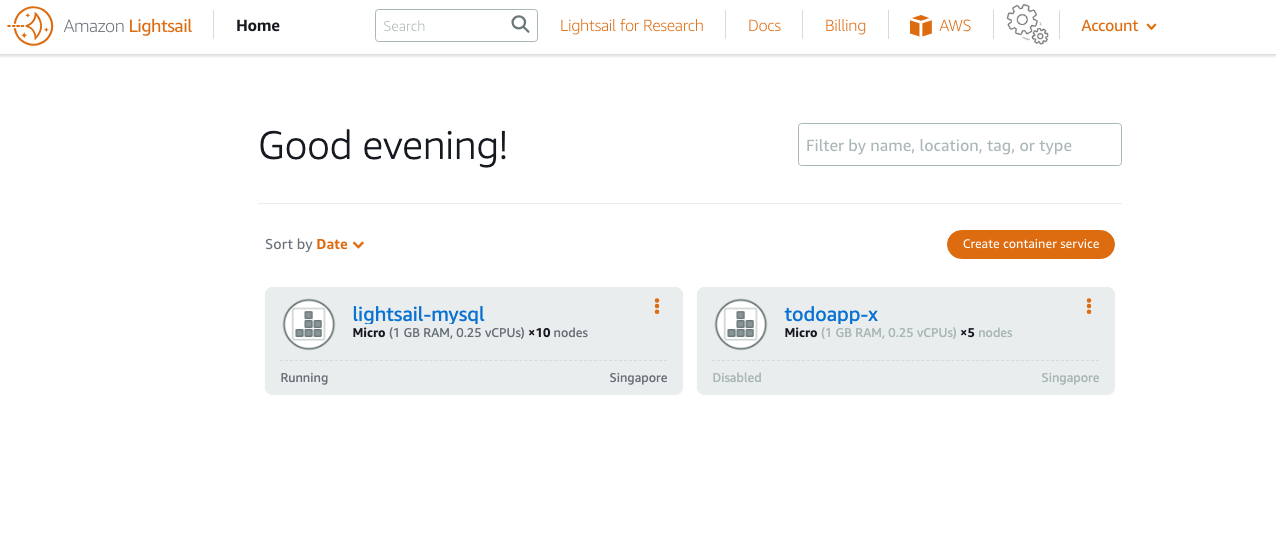 Amazon Lightsail Home Search Lightsail for Research Docs Billing AWS Account
Good evening!
Filter by name, location, tag, or type
Sort by Date
Create container service
lightsail-mysql
Micro (1 GB RAM, 0.25 vCPUs) ×10 nodes
Running
Singapore
todoapp-x
Micro (1 GB RAM, 0.25 vCPUs) ×5 nodes
Disabled
Singapore